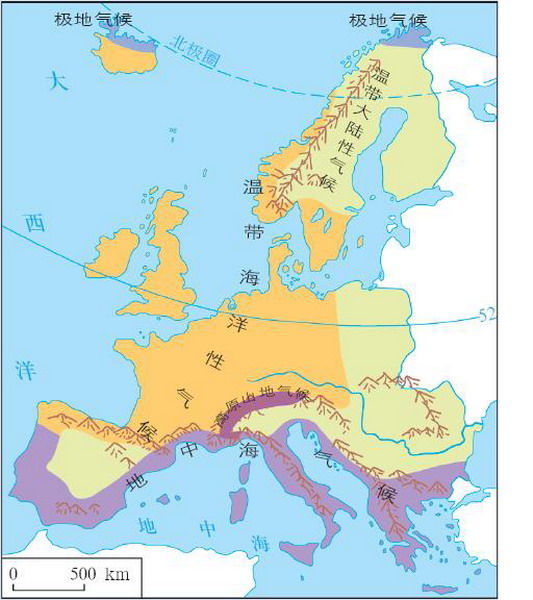 极地气候
极地气候
北极圈
大西洋
温带大陆性气候
温带海洋性气候
52
高原山地气候
地中海气候
地中海
0 500 km